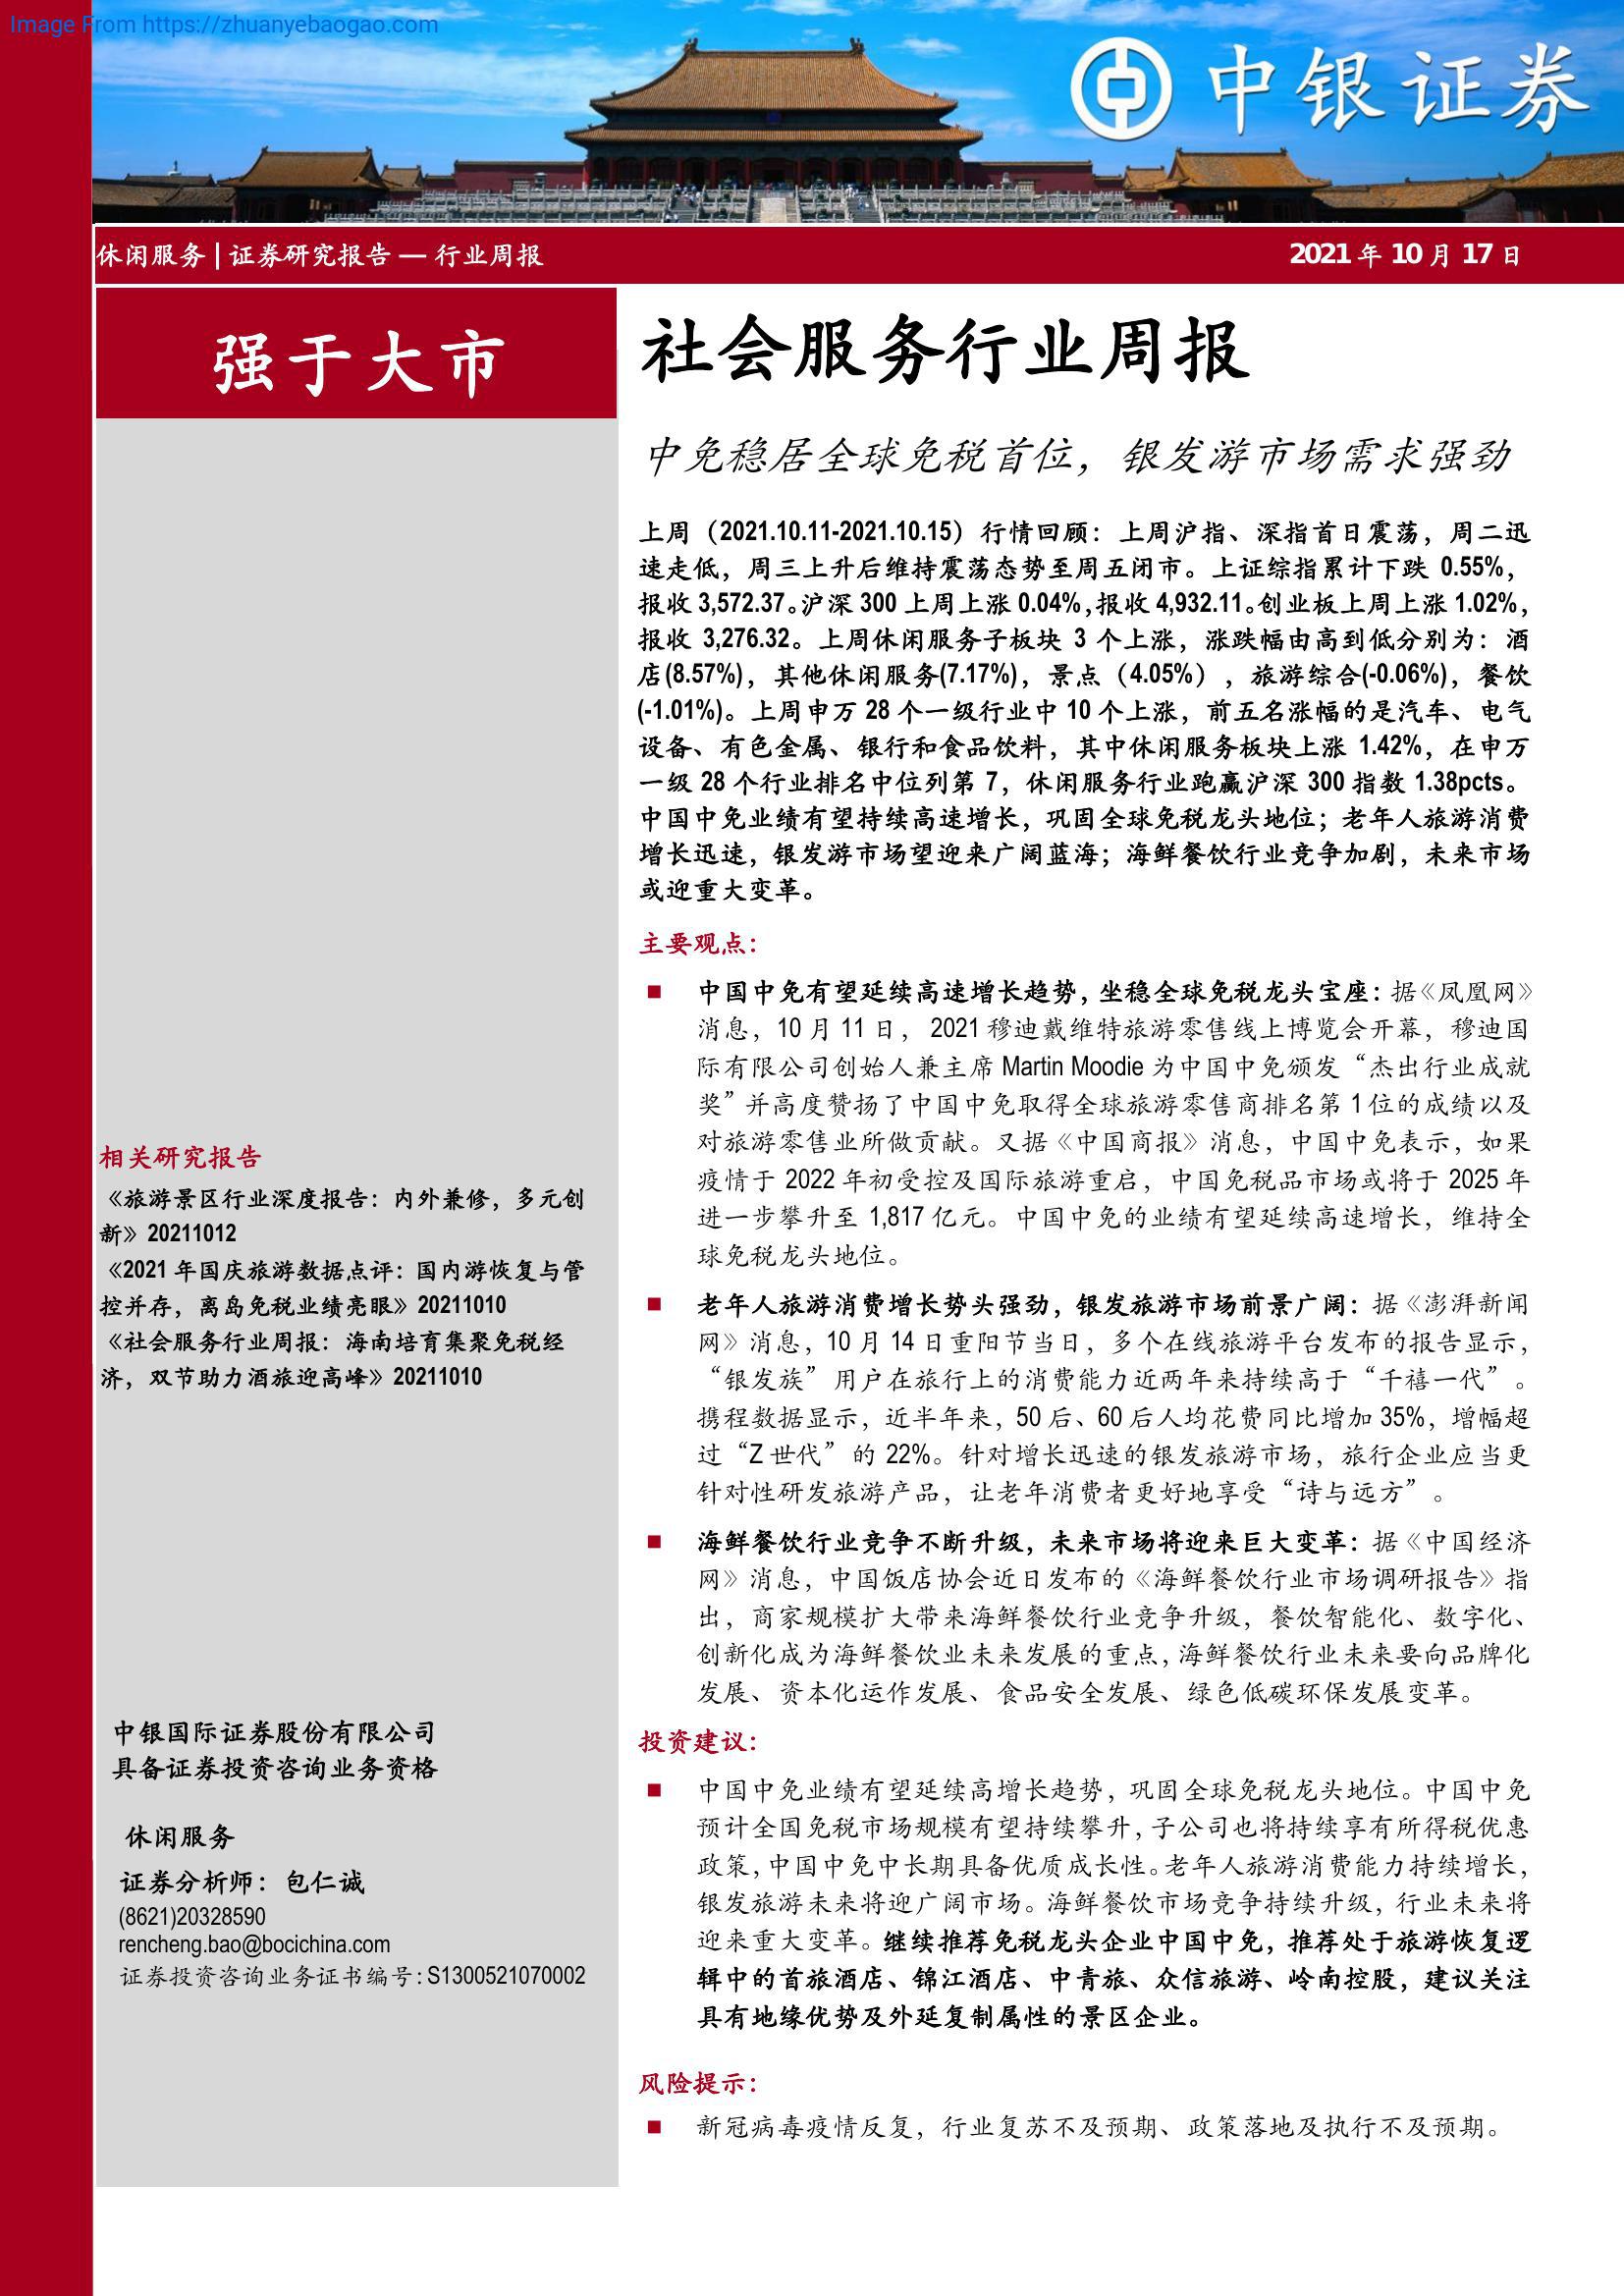 Image From https://zhuanyebaogao.com
中银证券
休闲服务 | 证券研究报告 — 行业周报
2021 年 10 月 17 日
强于大市
社会服务行业周报
中免稳居全球免税首位，银发游市场需求强劲
上周（2021.10.11-2021.10.15）行情回顾：上周沪指、深指首日震荡，周二迅
速走低，周三上升后维持震荡态势至周五闭市。上证综指累计下跌 0.55%，
报收 3,572.37。沪深 300 上周上涨 0.04%，报收 4,932.11。创业板上周上涨 1.02%，
报收 3,276.32。上周休闲服务子板块 3 个上涨，涨跌幅由高到低分别为：酒
店(8.57%)，其他休闲服务(7.17%)，景点（4.05%），旅游综合(-0.06%)，餐饮
(-1.01%)。上周申万 28 个一级行业中 10 个上涨，前五名涨幅的是汽车、电气
设备、有色金属、银行和食品饮料，其中休闲服务板块上涨 1.42%，在申万
一级 28 个行业排名中位列第 7，休闲服务行业跑赢沪深 300 指数 1.38pcts。
中国中免业绩有望持续高速增长，巩固全球免税龙头地位；老年人旅游消费
增长迅速，银发游市场望迎来广阔蓝海；海鲜餐饮行业竞争加剧，未来市场
或迎重大变革。
主要观点：
■ 中国中免有望延续高速增长趋势，坐稳全球免税龙头宝座：据《凤凰网》
消息，10 月 11 日， 2021 穆迪戴维特旅游零售线上博览会开幕，穆迪国
际有限公司创始人兼主席 Martin Moodie 为中国中免颁发“杰出行业成就
奖”并高度赞扬了中国中免取得全球旅游零售商排名第 1 位的成绩以及
对旅游零售业所做贡献。又据《中国商报》消息，中国中免表示，如果
疫情于 2022 年初受控及国际旅游重启，中国免税品市场或将于 2025 年
进一步攀升至 1,817 亿元。中国中免的业绩有望延续高速增长，维持全
球免税龙头地位。
■ 老年人旅游消费增长势头强劲，银发旅游市场前景广阔：据《澎湃新闻
网》消息，10 月 14 日重阳节当日，多个在线旅游平台发布的报告显示，
“银发族”用户在旅行上的消费能力近两年来持续高于“千禧一代”。
携程数据显示，近半年来，50 后、60 后人均花费同比增加 35%，增幅超
过“Z 世代”的 22%。针对增长迅速的银发旅游市场，旅行企业应当更
针对性研发旅游产品，让老年消费者更好地享受“诗与远方”。
■ 海鲜餐饮行业竞争不断升级，未来市场将迎来巨大变革：据《中国经济
网》消息，中国饭店协会近日发布的《海鲜餐饮行业市场调研报告》指
出，商家规模扩大带来海鲜餐饮行业竞争升级，餐饮智能化、数字化、
创新化成为海鲜餐饮业未来发展的重点，海鲜餐饮行业未来要向品牌化
发展、资本化运作发展、食品安全发展、绿色低碳环保发展变革。
投资建议：
■ 中国中免业绩有望延续高增长趋势，巩固全球免税龙头地位。中国中免
预计全国免税市场规模有望持续攀升，子公司也将持续享有所得税优惠
政策，中国中免中长期具备优质成长性。老年人旅游消费能力持续增长，
银发旅游未来将迎广阔市场。海鲜餐饮市场竞争持续升级，行业未来将
迎来重大变革。继续推荐免税龙头企业中国中免，推荐处于旅游恢复逻
辑中的首旅酒店、锦江酒店、中青旅、众信旅游、岭南控股，建议关注
具有地缘优势及外延复制属性的景区企业。
风险提示：
■ 新冠病毒疫情反复，行业复苏不及预期、政策落地及执行不及预期。
相关研究报告
《旅游景区行业深度报告：内外兼修，多元创
新》20211012
《2021 年国庆旅游数据点评：国内游恢复与管
控并存，离岛免税业绩亮眼》20211010
《社会服务行业周报：海南培育集聚免税经
济，双节助力酒旅迎高峰》20211010
中银国际证券股份有限公司
具备证券投资咨询业务资格
休闲服务
证券分析师：包仁诚
(8621)20328590
rencheng.bao@bocichina.com
证券投资咨询业务证书编号：S1300521070002